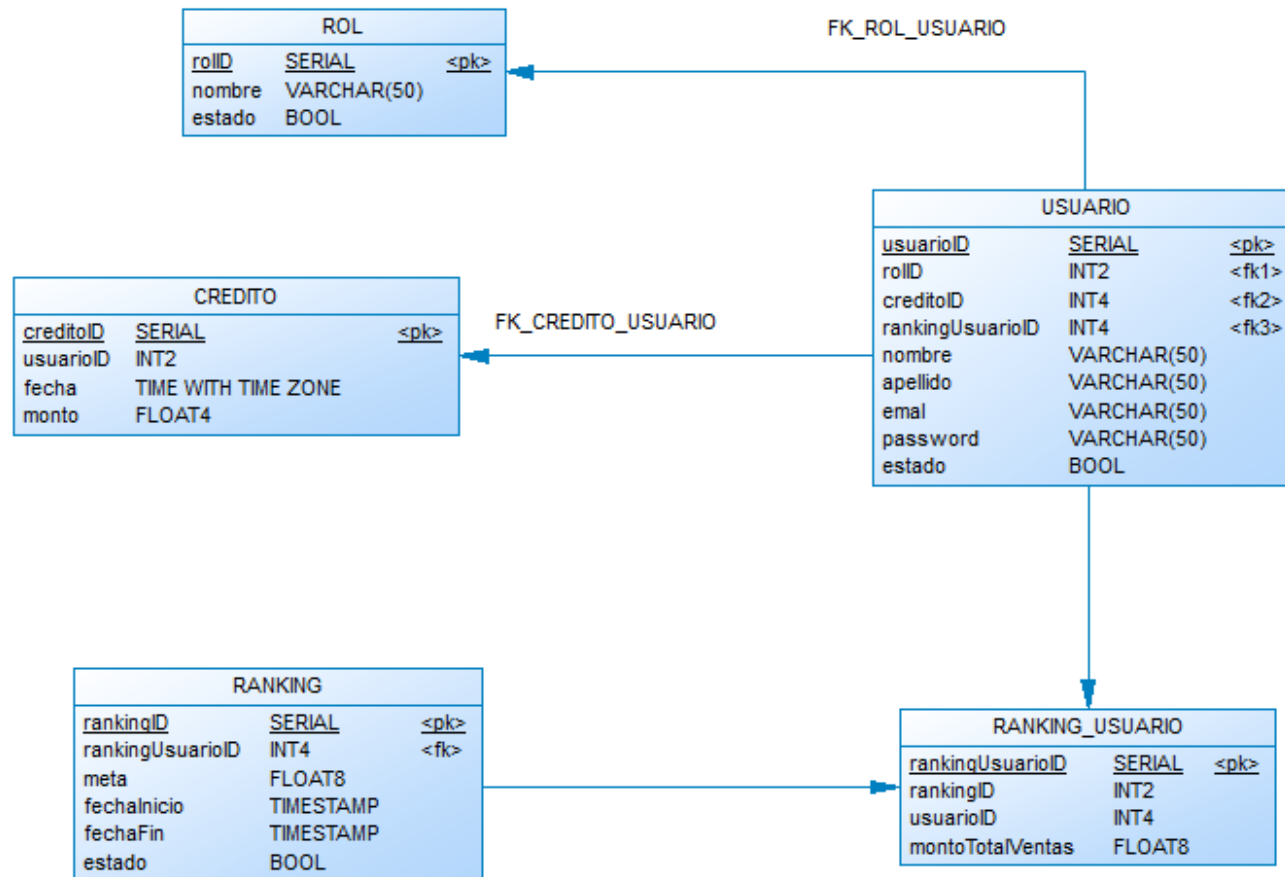 ROL
rolID SERIAL <pk>
nombre VARCHAR(50)
estado BOOL
FK_ROL_USUARIO
USUARIO
usuarioID SERIAL <pk>
rolID INT2 <fk1>
creditoID INT4 <fk2>
rankingUsuarioID INT4 <fk3>
nombre VARCHAR(50)
apellido VARCHAR(50)
emal VARCHAR(50)
password VARCHAR(50)
estado BOOL
CREDITO
creditoID SERIAL <pk>
usuarioID INT2
fecha TIME WITH TIME ZONE
monto FLOAT4
FK_CREDITO_USUARIO
RANKING
rankingID SERIAL <pk>
rankingUsuarioID INT4 <fk>
meta FLOAT8
fechaInicio TIMESTAMP
fechaFin TIMESTAMP
estado BOOL
RANKING_USUARIO
rankingUsuarioID SERIAL <pk>
rankingID INT2
usuarioID INT4
montoTotalVentas FLOAT8